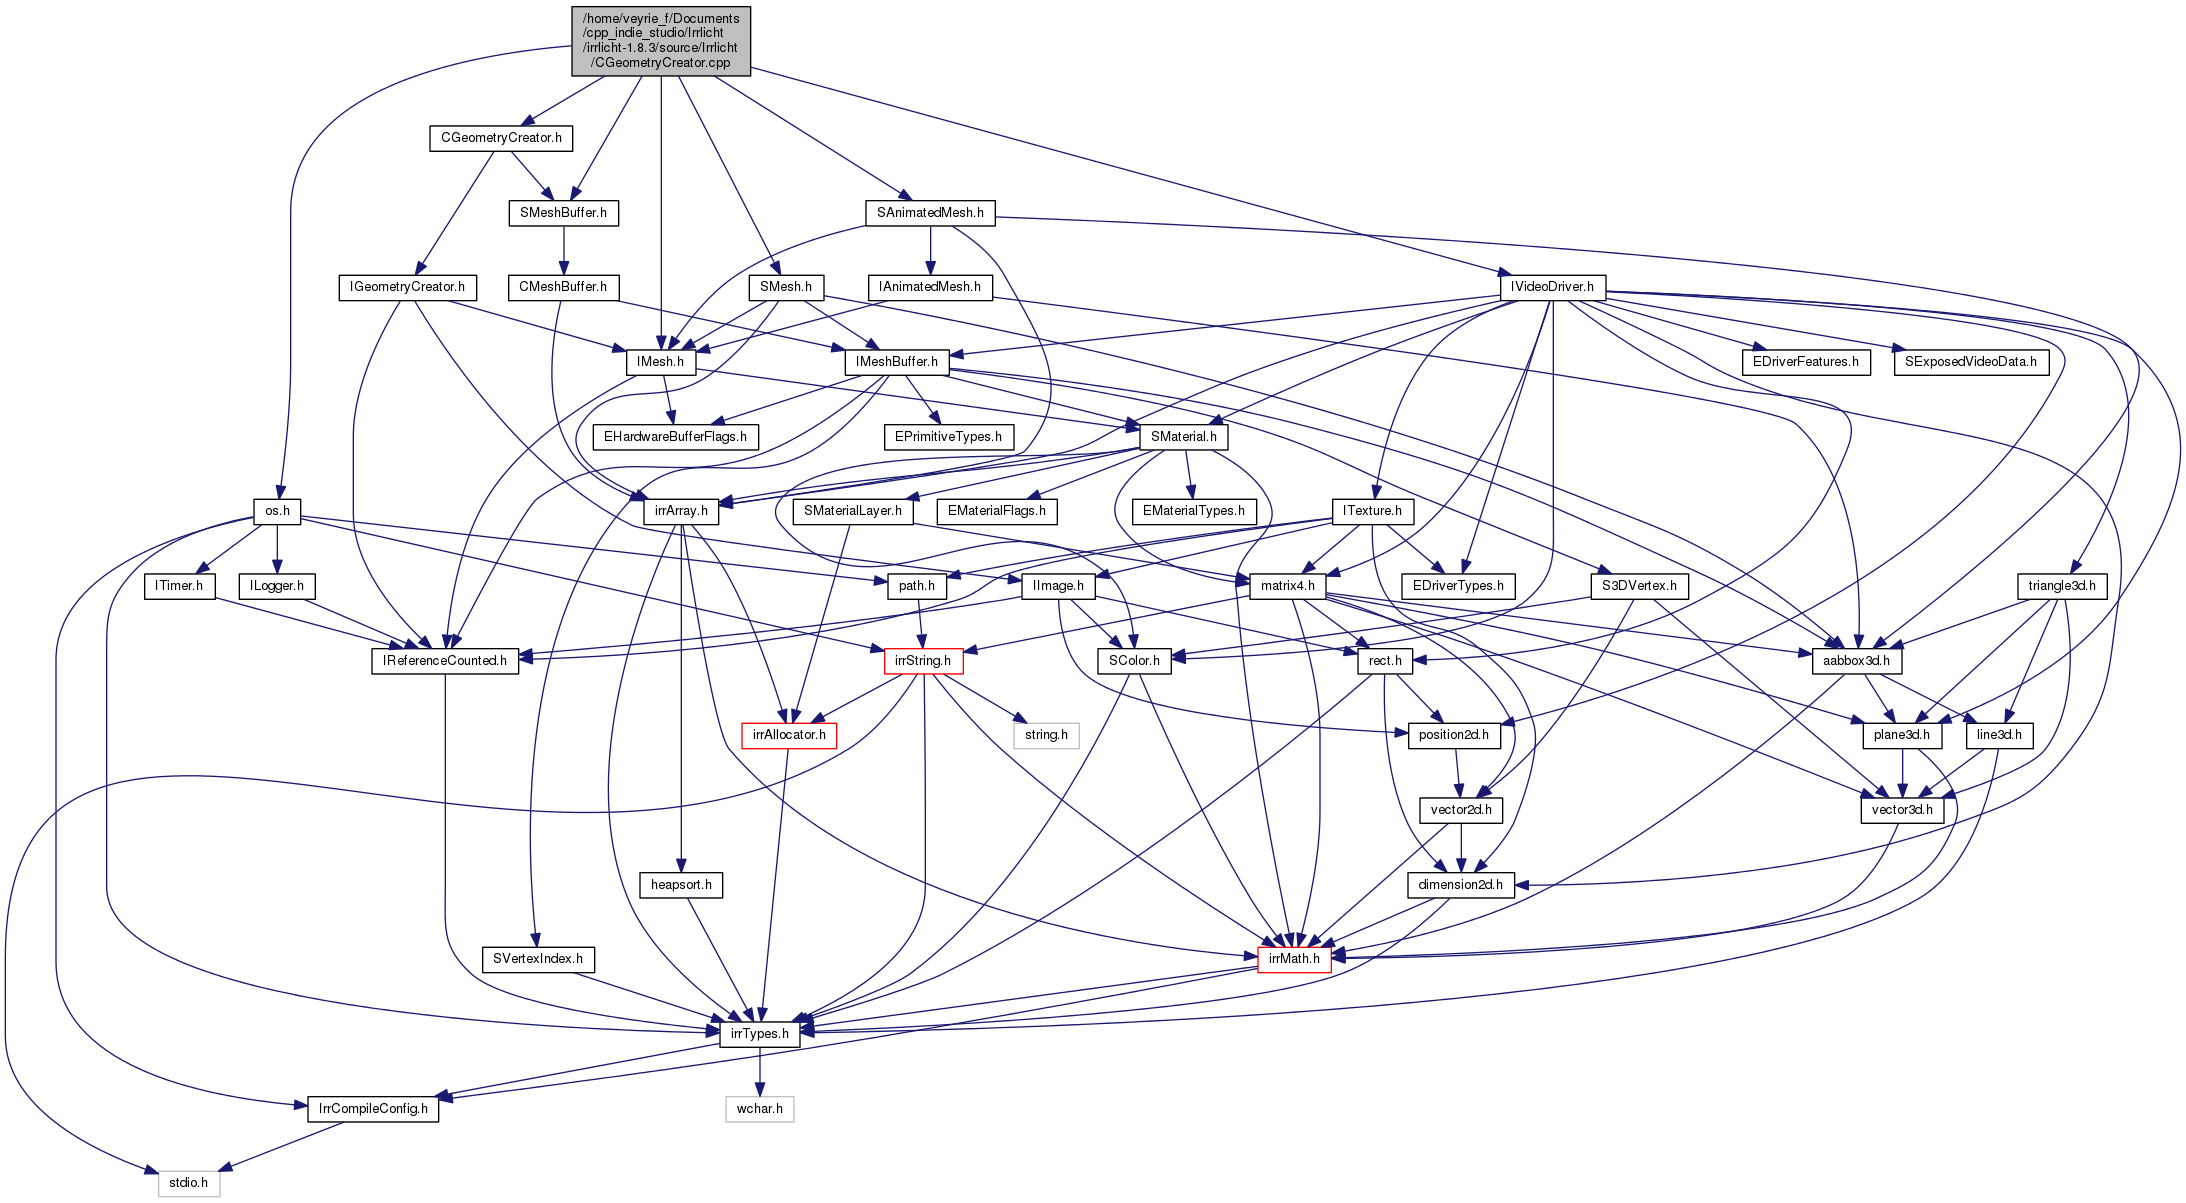 /home/veyrie_f/Documents
/cpp_indie_studio/Irrlicht
/irrlicht-1.8.3/source/Irrlicht
/CGeometryCreator.cpp
CGeometryCreator.h
SMeshBuffer.h
SAnimatedMesh.h
IGeometryCreator.h
CMeshBuffer.h
SMesh.h
IAnimatedMesh.h
IVideoDriver.h
IMesh.h
IMeshBuffer.h
EDriverFeatures.h
SExposedVideoData.h
EHardwareBufferFlags.h
EPrimitiveTypes.h
SMaterial.h
os.h
irrArray.h
SMaterialLayer.h
EMaterialFlags.h
EMaterialTypes.h
ITexture.h
ITimer.h
ILogger.h
path.h
IImage.h
matrix4.h
EDriverTypes.h
S3DVertex.h
triangle3d.h
IReferenceCounted.h
irrString.h
SColor.h
rect.h
aabbox3d.h
irrAllocator.h
string.h
position2d.h
plane3d.h
line3d.h
vector2d.h
vector3d.h
heapsort.h
dimension2d.h
SVertexIndex.h
irrMath.h
irrTypes.h
IrrCompileConfig.h
wchar.h
stdio.h